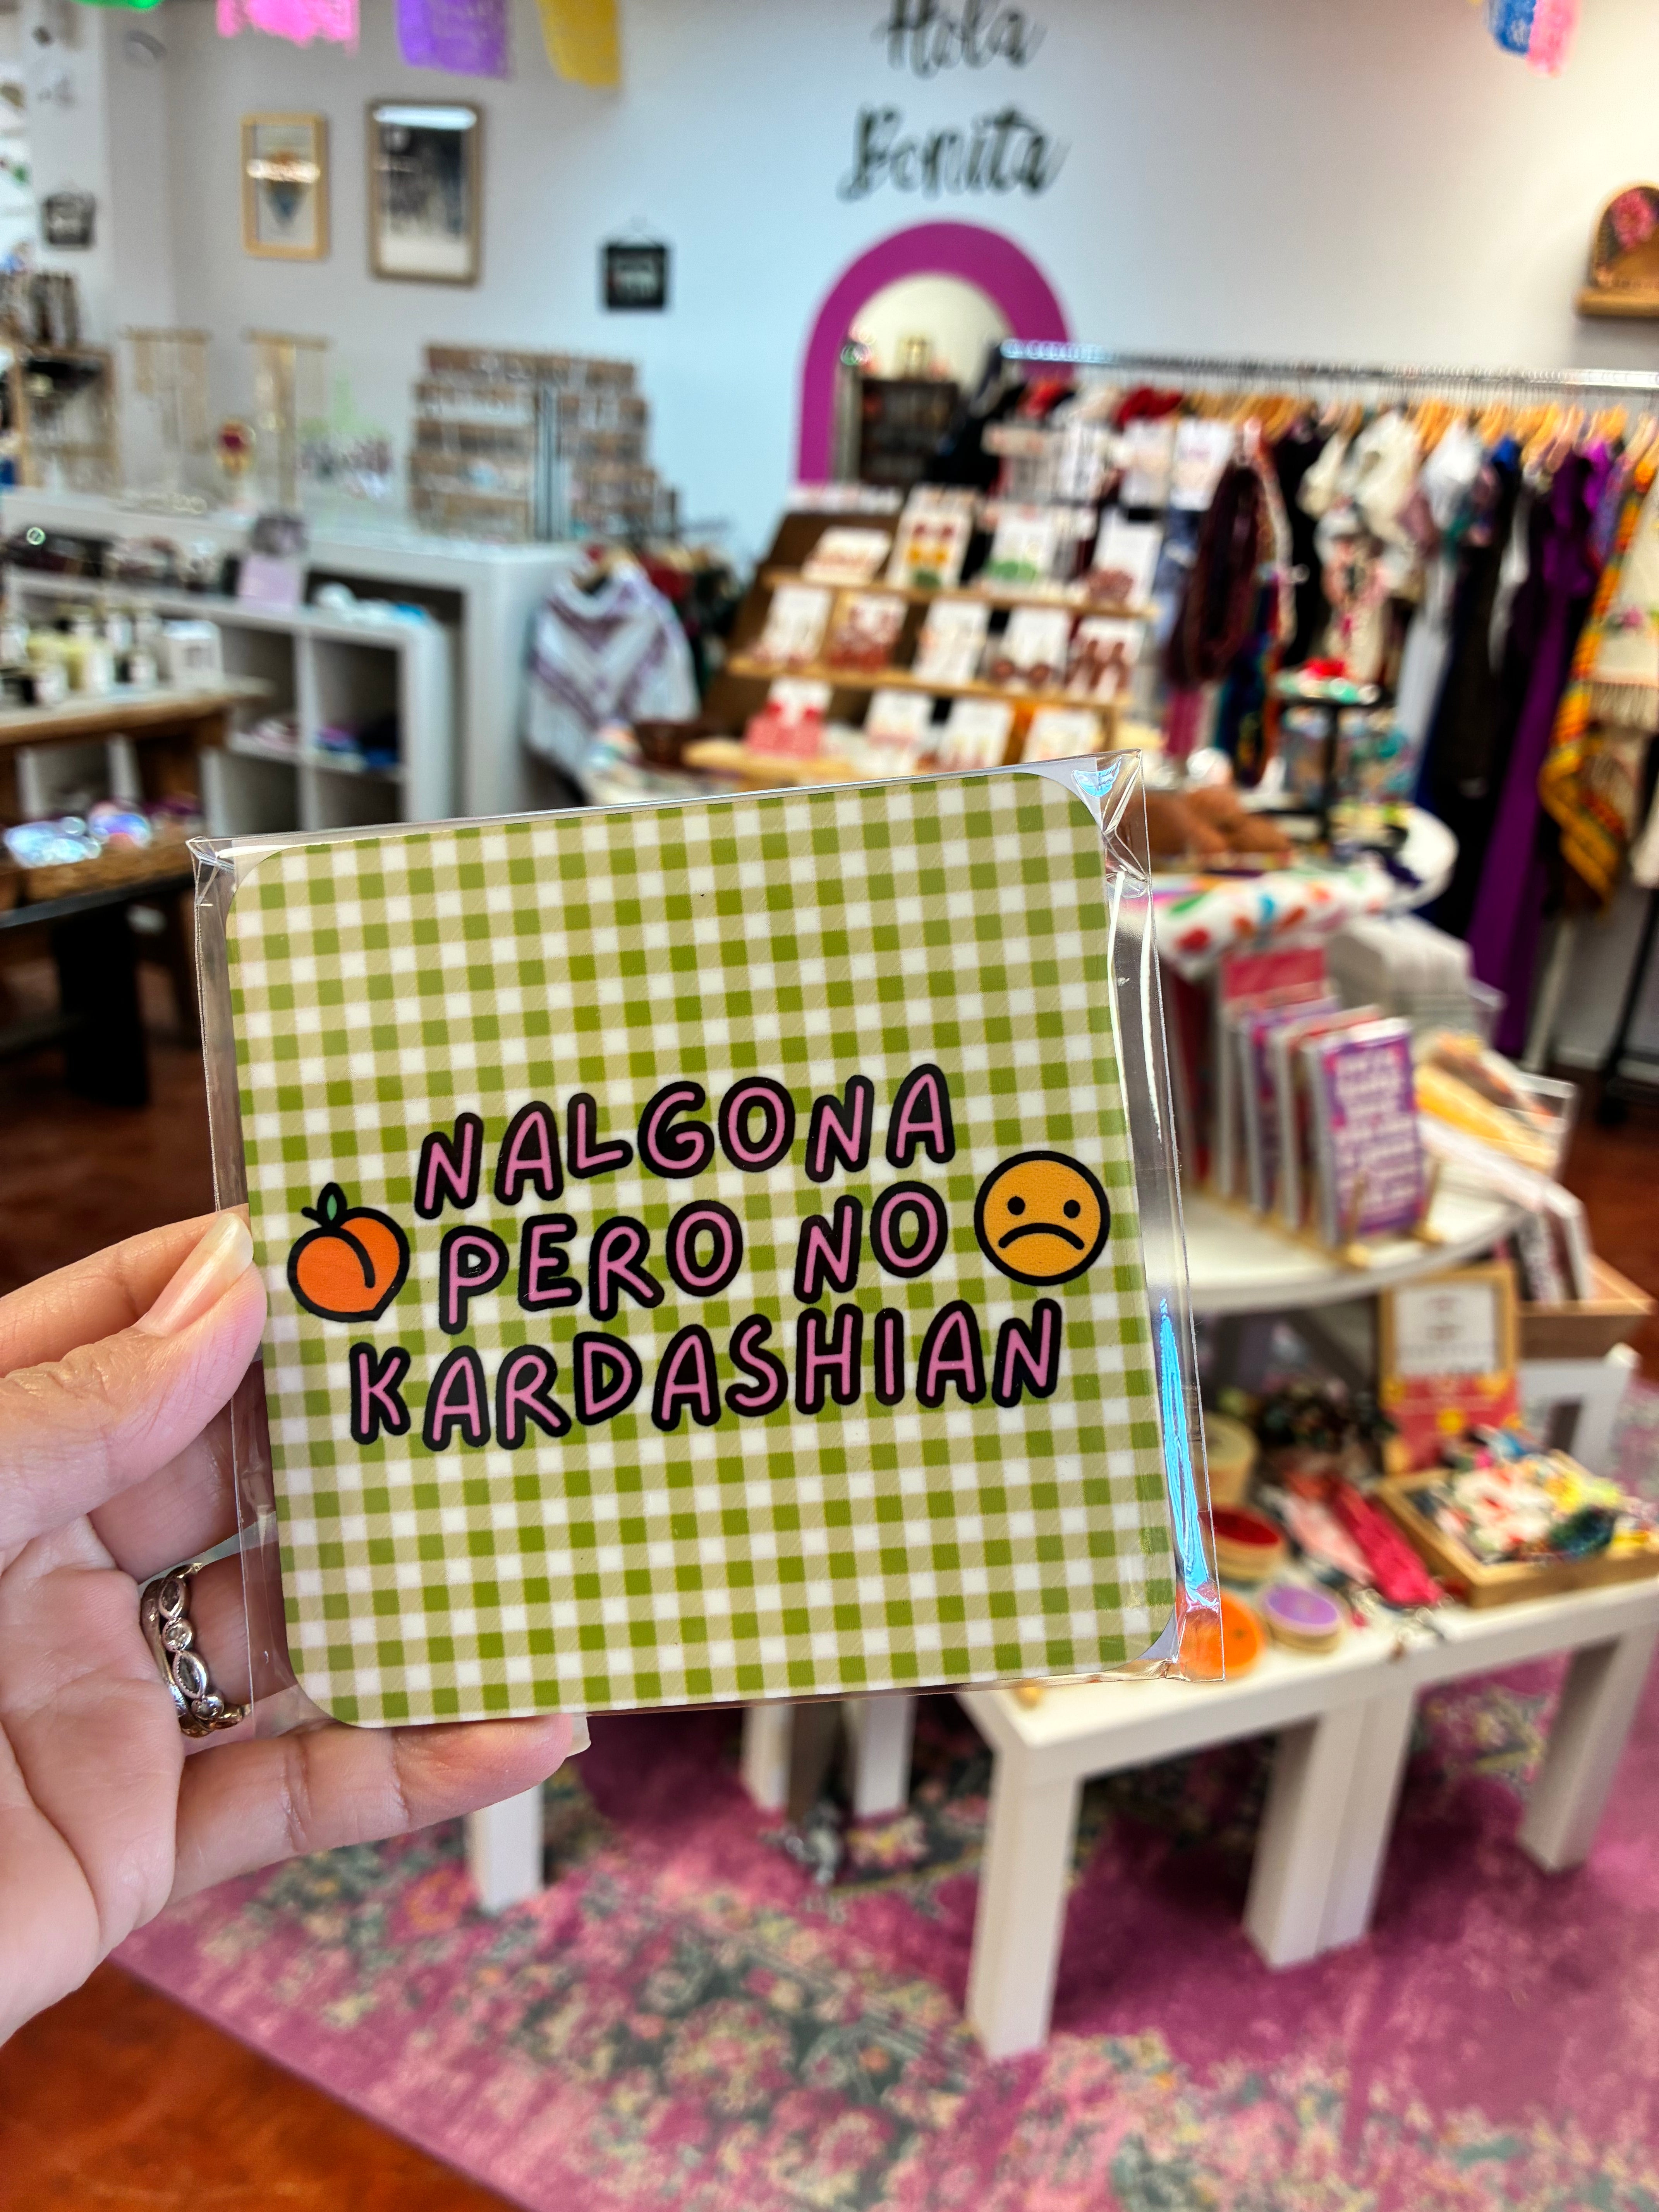 Hola
Bonita
NALGONA
PERO NO
KARDASHIAN